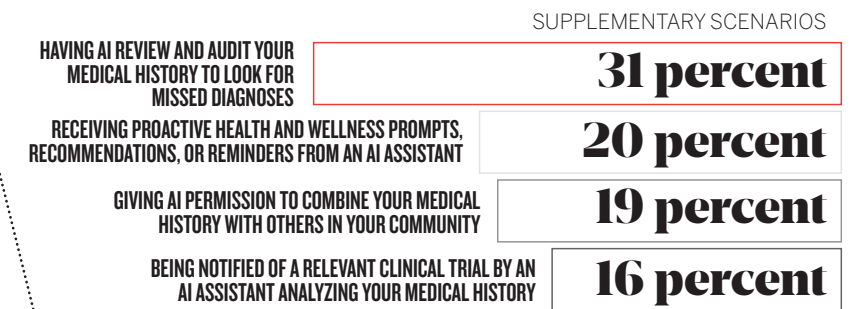 SUPPLEMENTARY SCENARIOS
HAVING AI REVIEW AND AUDIT YOUR
MEDICAL HISTORY TO LOOK FOR
MISSED DIAGNOSES
31 percent
RECEIVING PROACTIVE HEALTH AND WELLNESS PROMPTS,
RECOMMENDATIONS, OR REMINDERS FROM AN AI ASSISTANT
20 percent
GIVING AI PERMISSION TO COMBINE YOUR MEDICAL
HISTORY WITH OTHERS IN YOUR COMMUNITY
19 percent
BEING NOTIFIED OF A RELEVANT CLINICAL TRIAL BY AN
AI ASSISTANT ANALYZING YOUR MEDICAL HISTORY
16 percent